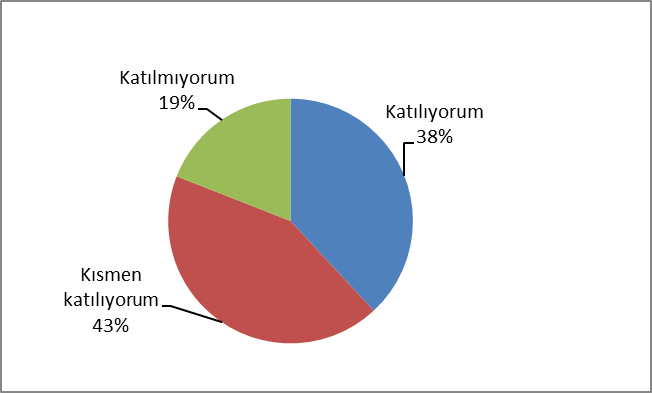 Katılmıyorum
19%
Katılıyorum
38%
Kısmen
katılıyorum
43%